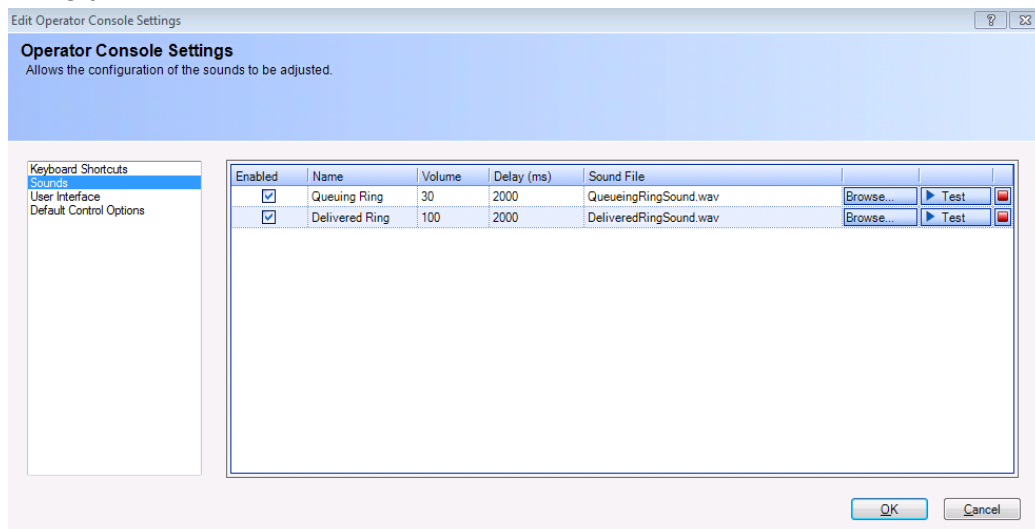 Edit Operator Console Settings
Operator Console Settings
Allows the configuration of the sounds to be adjusted.
Keyboard Shortcuts
Sounds
User Interface
Default Control Options
Enabled Name Volume Delay (ms) Sound File
Queuing Ring 30 2000 QueueingRingSound.wav Browse... Test
Delivered Ring 100 2000 DeliveredRingSound.wav Browse... Test
OK Cancel